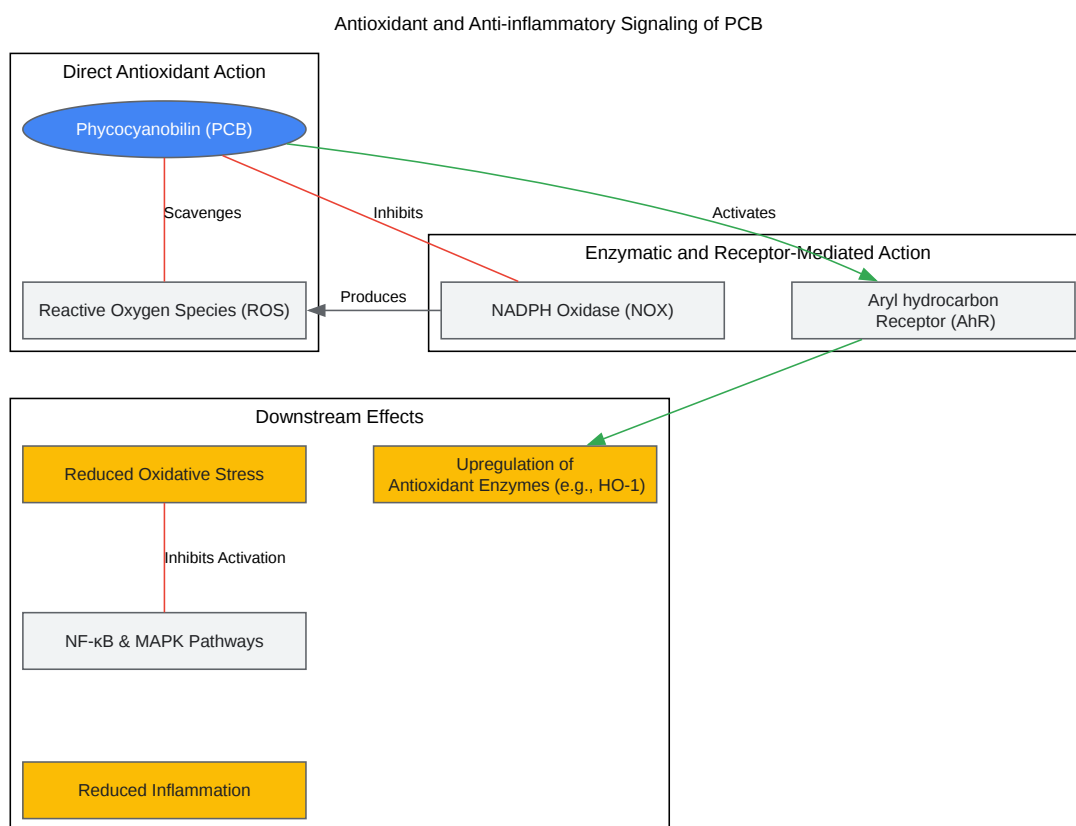 Antioxidant and Anti-inflammatory Signaling of PCB
Direct Antioxidant Action
Phycocyanobilin (PCB)
Scavenges
Inhibits
Activates
Enzymatic and Receptor-Mediated Action
Reactive Oxygen Species (ROS)
Produces
NADPH Oxidase (NOX)
Aryl hydrocarbon
Receptor (AhR)
Downstream Effects
Reduced Oxidative Stress
Upregulation of
Antioxidant Enzymes (e.g., HO-1)
Inhibits Activation
NF-κB & MAPK Pathways
Reduced Inflammation